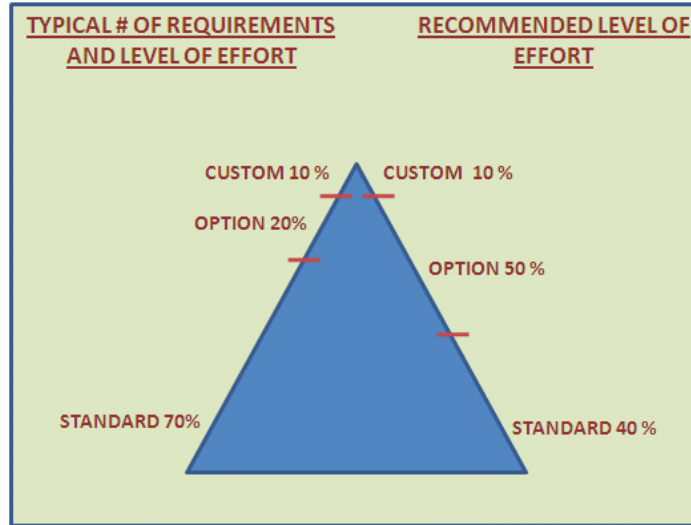 TYPICAL # OF REQUIREMENTS
AND LEVEL OF EFFORT
RECOMMENDED LEVEL OF
EFFORT
CUSTOM 10 %
CUSTOM 10 %
OPTION 20%
OPTION 50 %
STANDARD 70%
STANDARD 40 %